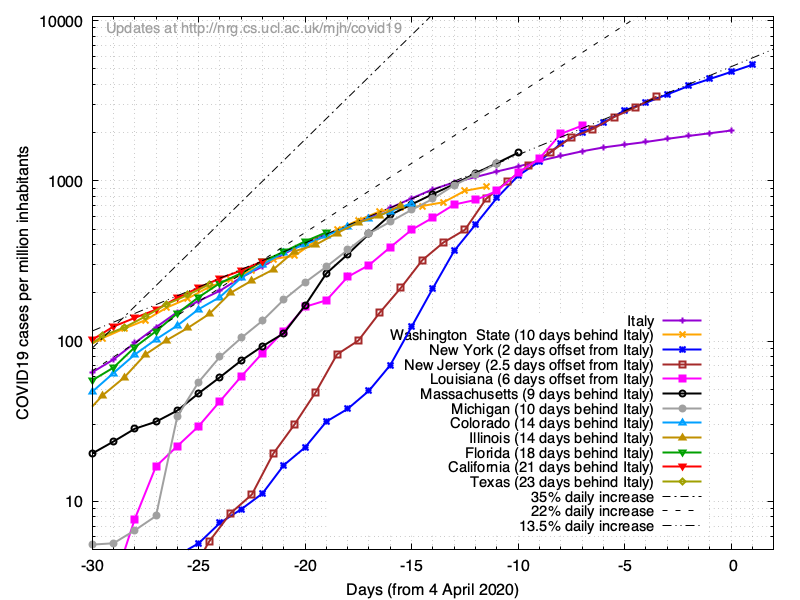 Updates at http://nrg.cs.ucl.ac.uk/mjh/covid19
10000
1000
100
10
COVID19 cases per million inhabitants
Italy
Washington State (10 days behind Italy)
New York (2 days offset from Italy)
New Jersey (2.5 days offset from Italy)
Louisiana (6 days offset from Italy)
Massachusetts (9 days behind Italy)
Michigan (10 days behind Italy)
Colorado (14 days behind Italy)
Illinois (14 days behind Italy)
Florida (18 days behind Italy)
California (21 days behind Italy)
Texas (23 days behind Italy)
35% daily increase
22% daily increase
13.5% daily increase
-30 -25 -20 -15 -10 -5 0
Days (from 4 April 2020)